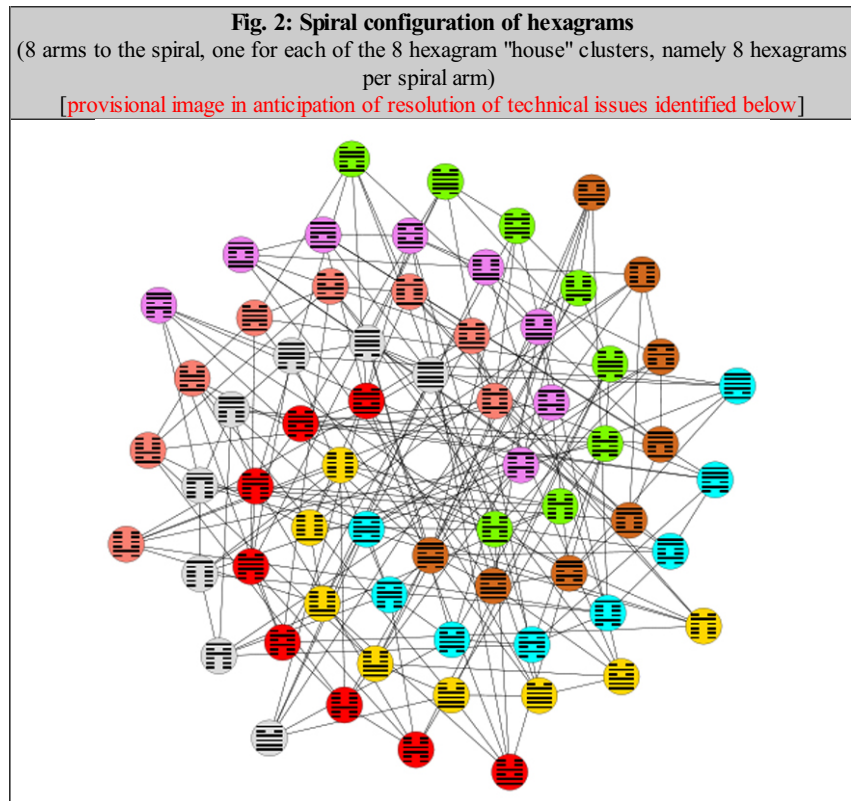 Fig. 2: Spiral configuration of hexagrams
(8 arms to the spiral, one for each of the 8 hexagram "house" clusters, namely 8 hexagrams
per spiral arm)
[provisional image in anticipation of resolution of technical issues identified below]